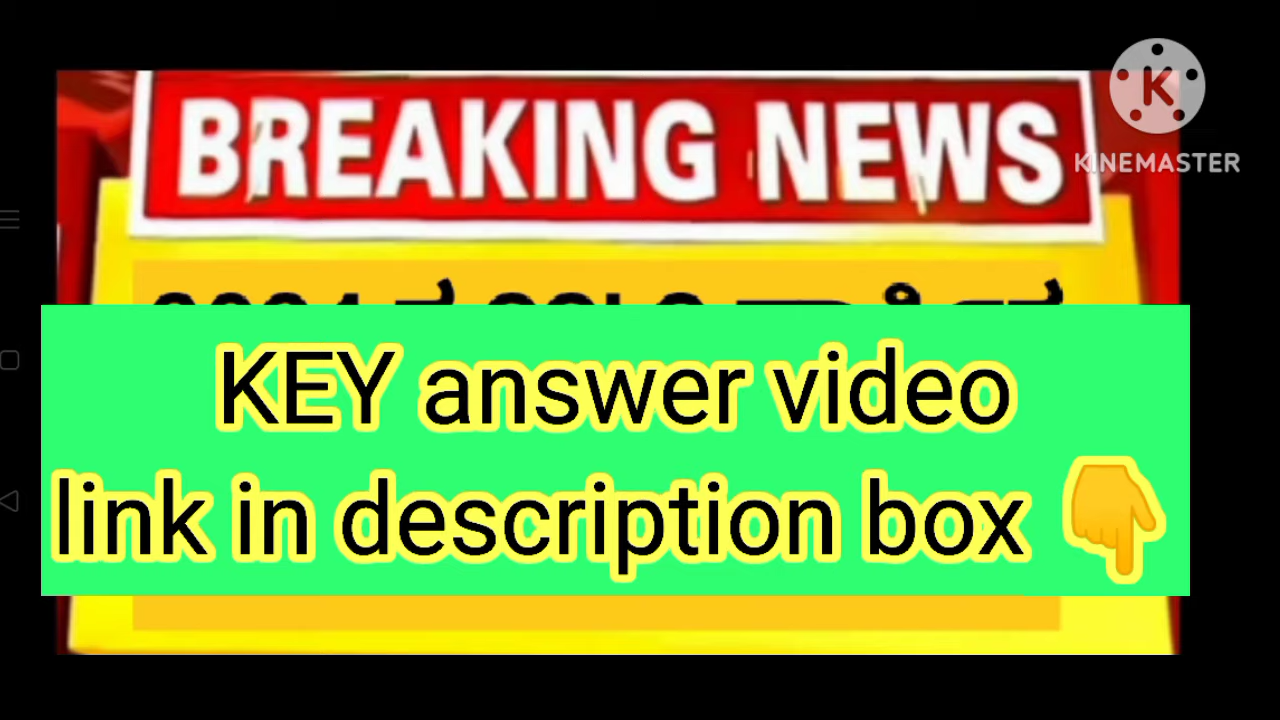 BREAKING NEWS
KINEMASTER
KEY answer video
link in description box 👇